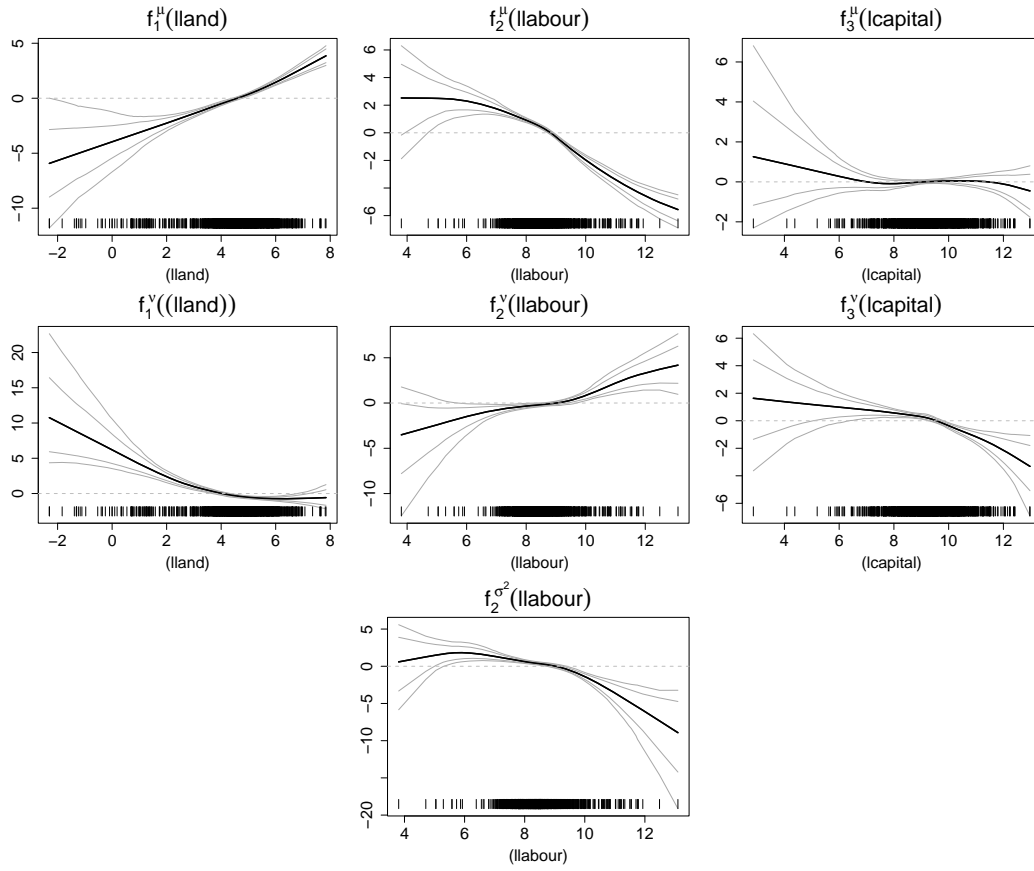 f₁^μ(lland)
5
0
−5
−10
−2 0 2 4 6 8
(lland)
f₂^μ(llabour)
6
4
2
0
−2
−6
4 6 8 10 12
(llabour)
f₃^μ(lcapital)
6
4
2
0
−2
4 6 8 10 12
(lcapital)
f₁^ν((lland))
20
15
10
5
0
−2 0 2 4 6 8
(lland)
f₂^ν(llabour)
5
0
−5
−10
4 6 8 10 12
(llabour)
f₃^ν(lcapital)
6
4
2
0
−2
−6
4 6 8 10 12
(lcapital)
f₂^σ²(llabour)
5
0
−5
−10
−20
4 6 8 10 12
(llabour)